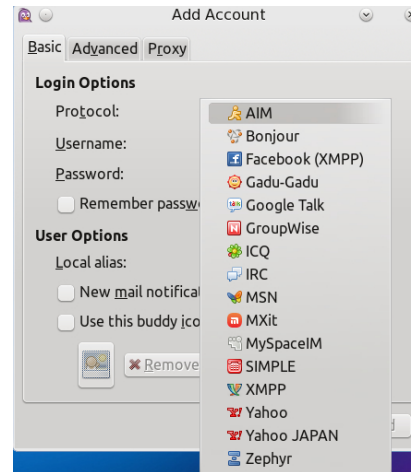 Add Account
Basic Advanced Proxy
Login Options
Protocol:
AIM
Bonjour
Username:
Facebook (XMPP)
Password:
Gadu-Gadu
Remember passw
Google Talk
GroupWise
User Options
ICQ
Local alias:
IRC
New mail notifica
MSN
Use this buddy ico
MXit
MySpaceIM
Remove
SIMPLE
XMPP
Yahoo
Yahoo JAPAN
Zephyr